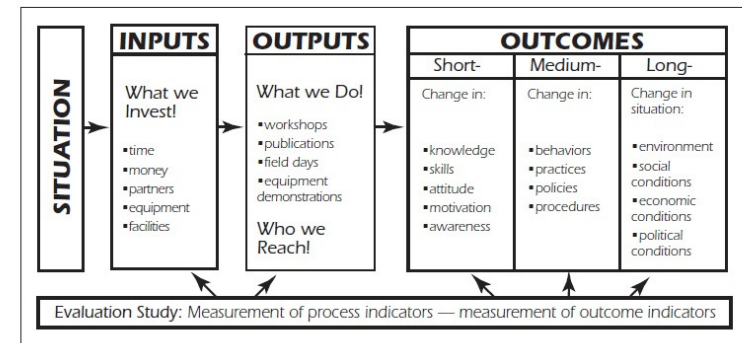 SITUATION
INPUTS
What we
Invest!
▪time
▪money
▪partners
▪equipment
▪facilities
OUTPUTS
What we Do!
▪workshops
▪publications
▪field days
▪equipment
demonstrations
Who we
Reach!
OUTCOMES
Short-
Change in:
▪knowledge
▪skills
▪attitude
▪motivation
▪awareness
Medium-
Change in:
▪behaviors
▪practices
▪policies
▪procedures
Long-
Change in
situation:
▪environment
▪social
conditions
▪economic
conditions
▪political
conditions
Evaluation Study: Measurement of process indicators — measurement of outcome indicators